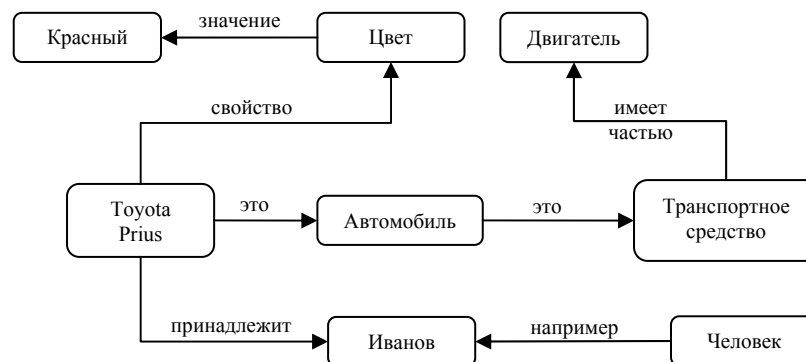 Красный
значение
Цвет
Двигатель
свойство
имеет
частью
Toyota
Prius
это
Автомобиль
это
Транспортное
средство
принадлежит
Иванов
например
Человек